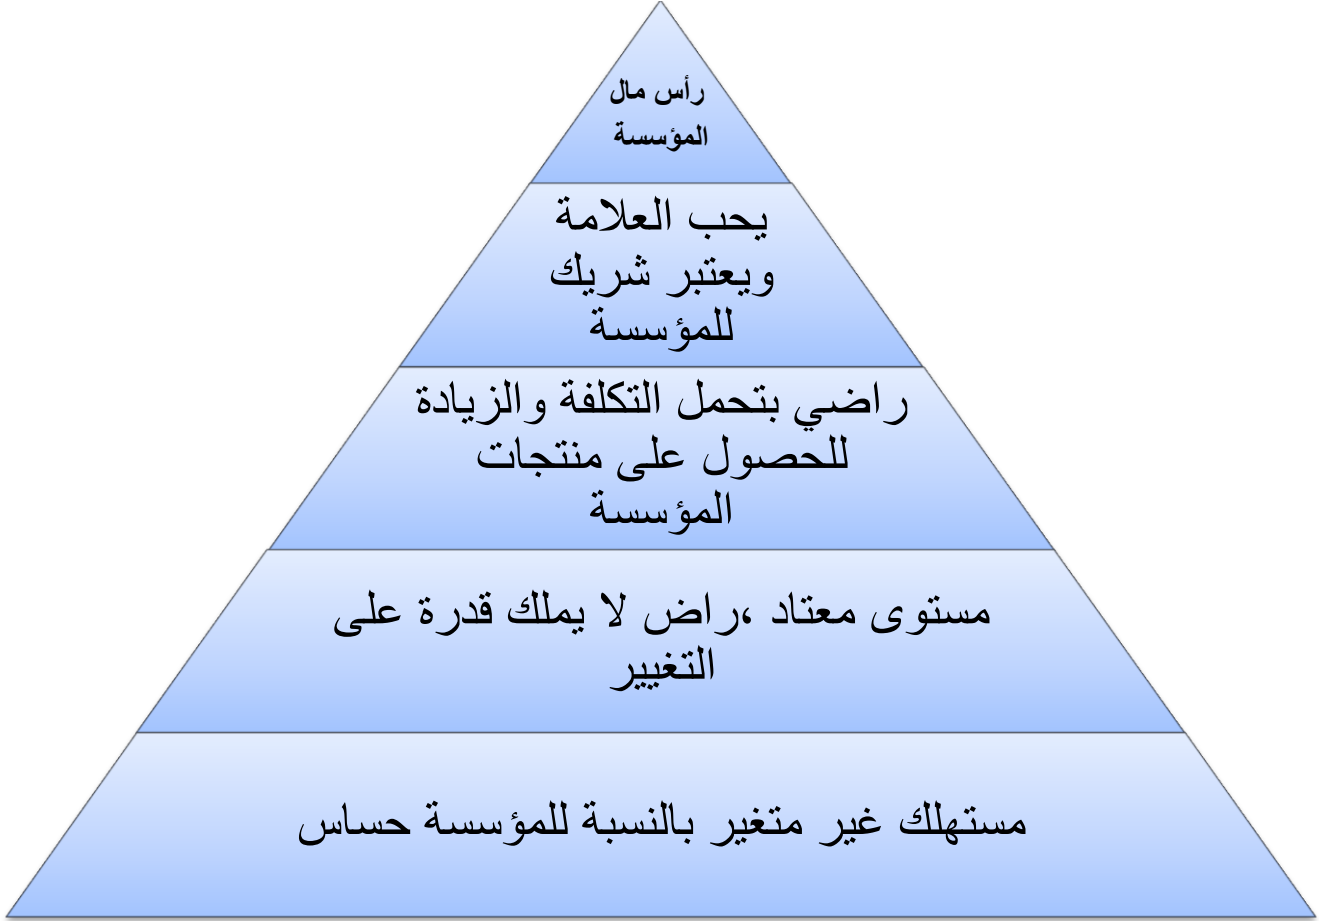 رأس مال
المؤسسة
يحب العلامة
ويعتبر شريك
للمؤسسة
راضي بتحمل التكلفة والزيادة
للحصول على منتجات
المؤسسة
مستوى معتاد ،راض لا يملك قدرة على
التغيير
مستهلك غير متغير بالنسبة للمؤسسة حساس